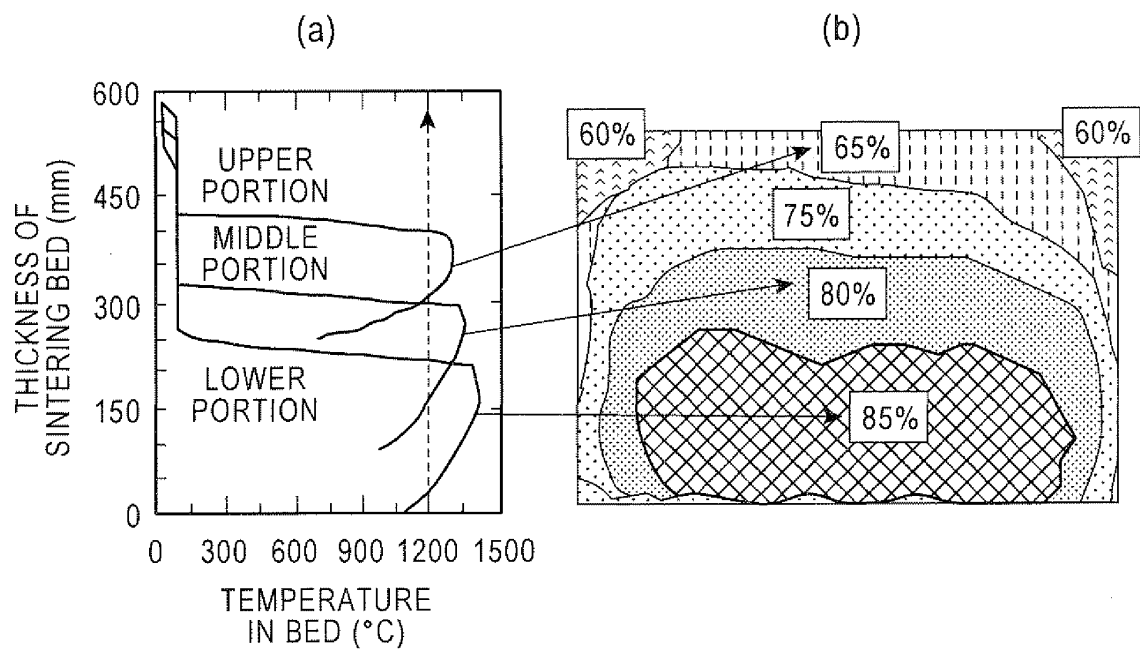 (a)
(b)
THICKNESS OF
SINTERING BED (mm)
600
450
300
150
0
UPPER
PORTION
MIDDLE
PORTION
LOWER
PORTION
0 300 600 900 1200 1500
TEMPERATURE
IN BED (°C)
60%
65%
60%
75%
80%
85%